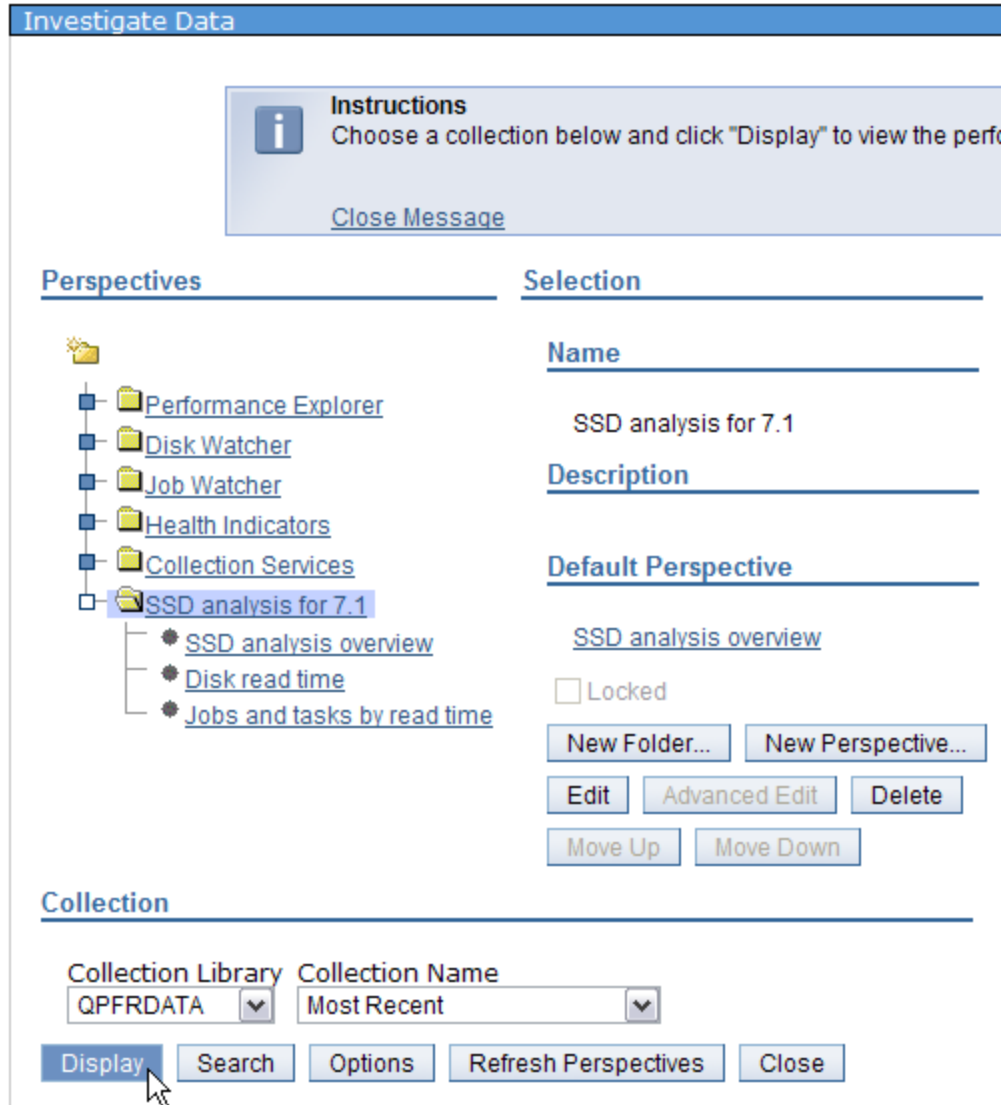 Investigate Data
Instructions
Choose a collection below and click "Display" to view the
Close Message
Perspectives
Performance Explorer
Disk Watcher
Job Watcher
Health Indicators
Collection Services
SSD analysis for 7.1
SSD analysis overview
Disk read time
Jobs and tasks by read time
Selection
Name
SSD analysis for 7.1
Description
Default Perspective
SSD analysis overview
Locked
New Folder... New Perspective...
Edit Advanced Edit Delete
Move Up Move Down
Collection
Collection Library Collection Name
QPFRDATA Most Recent
Display Search Options Refresh Perspectives Close